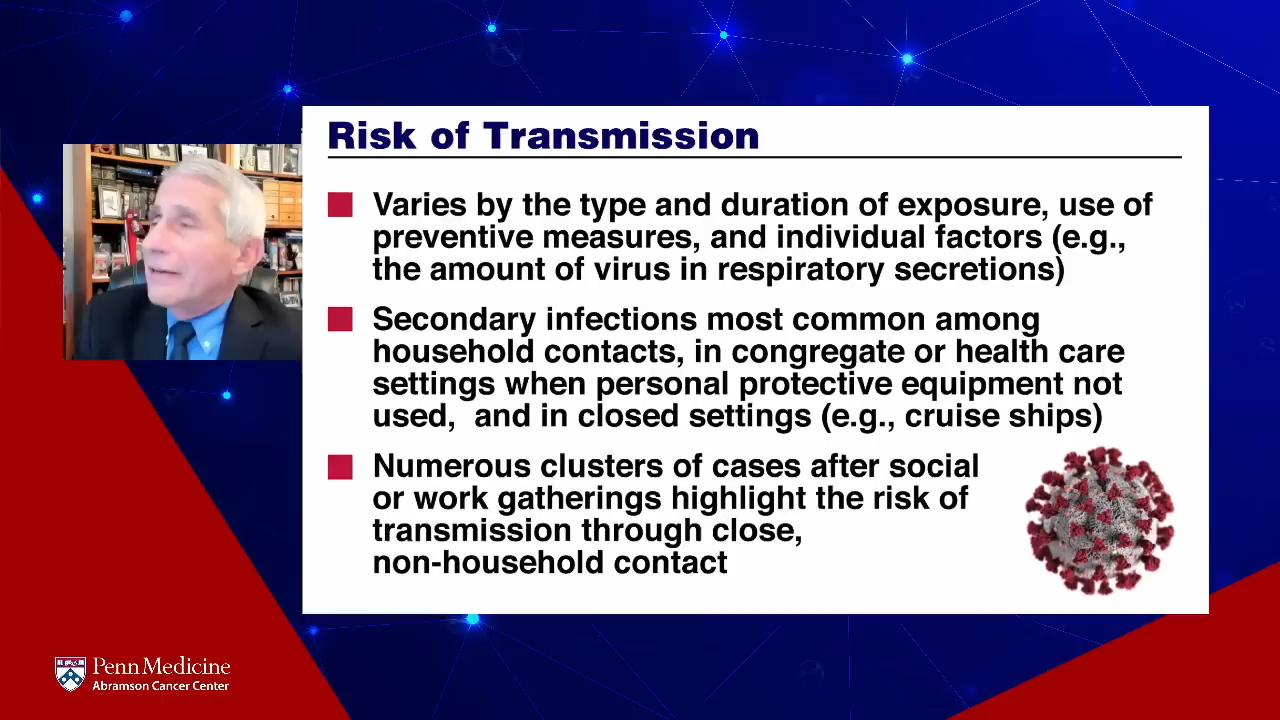 Risk of Transmission
Varies by the type and duration of exposure, use of
preventive measures, and individual factors (e.g.,
the amount of virus in respiratory secretions)
Secondary infections most common among
household contacts, in congregate or health care
settings when personal protective equipment not
used,  and in closed settings (e.g., cruise ships)
Numerous clusters of cases after social
or work gatherings highlight the risk of
transmission through close,
non-household contact
Penn Medicine
Abramson Cancer Center